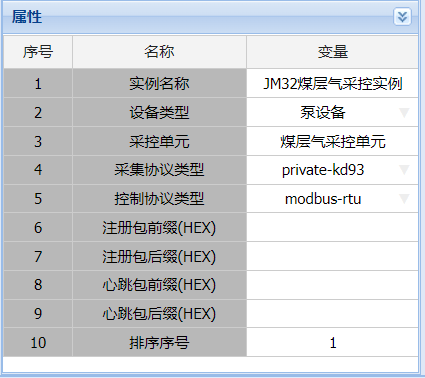 属性
序号 名称 变量
1 实例名称 JM32煤层气采控实例
2 设备类型 泵设备
3 采控单元 煤层气采控单元
4 采集协议类型 private-kd93
5 控制协议类型 modbus-rtu
6 注册包前缀(HEX)
7 注册包后缀(HEX)
8 心跳包前缀(HEX)
9 心跳包后缀(HEX)
10 排序序号 1